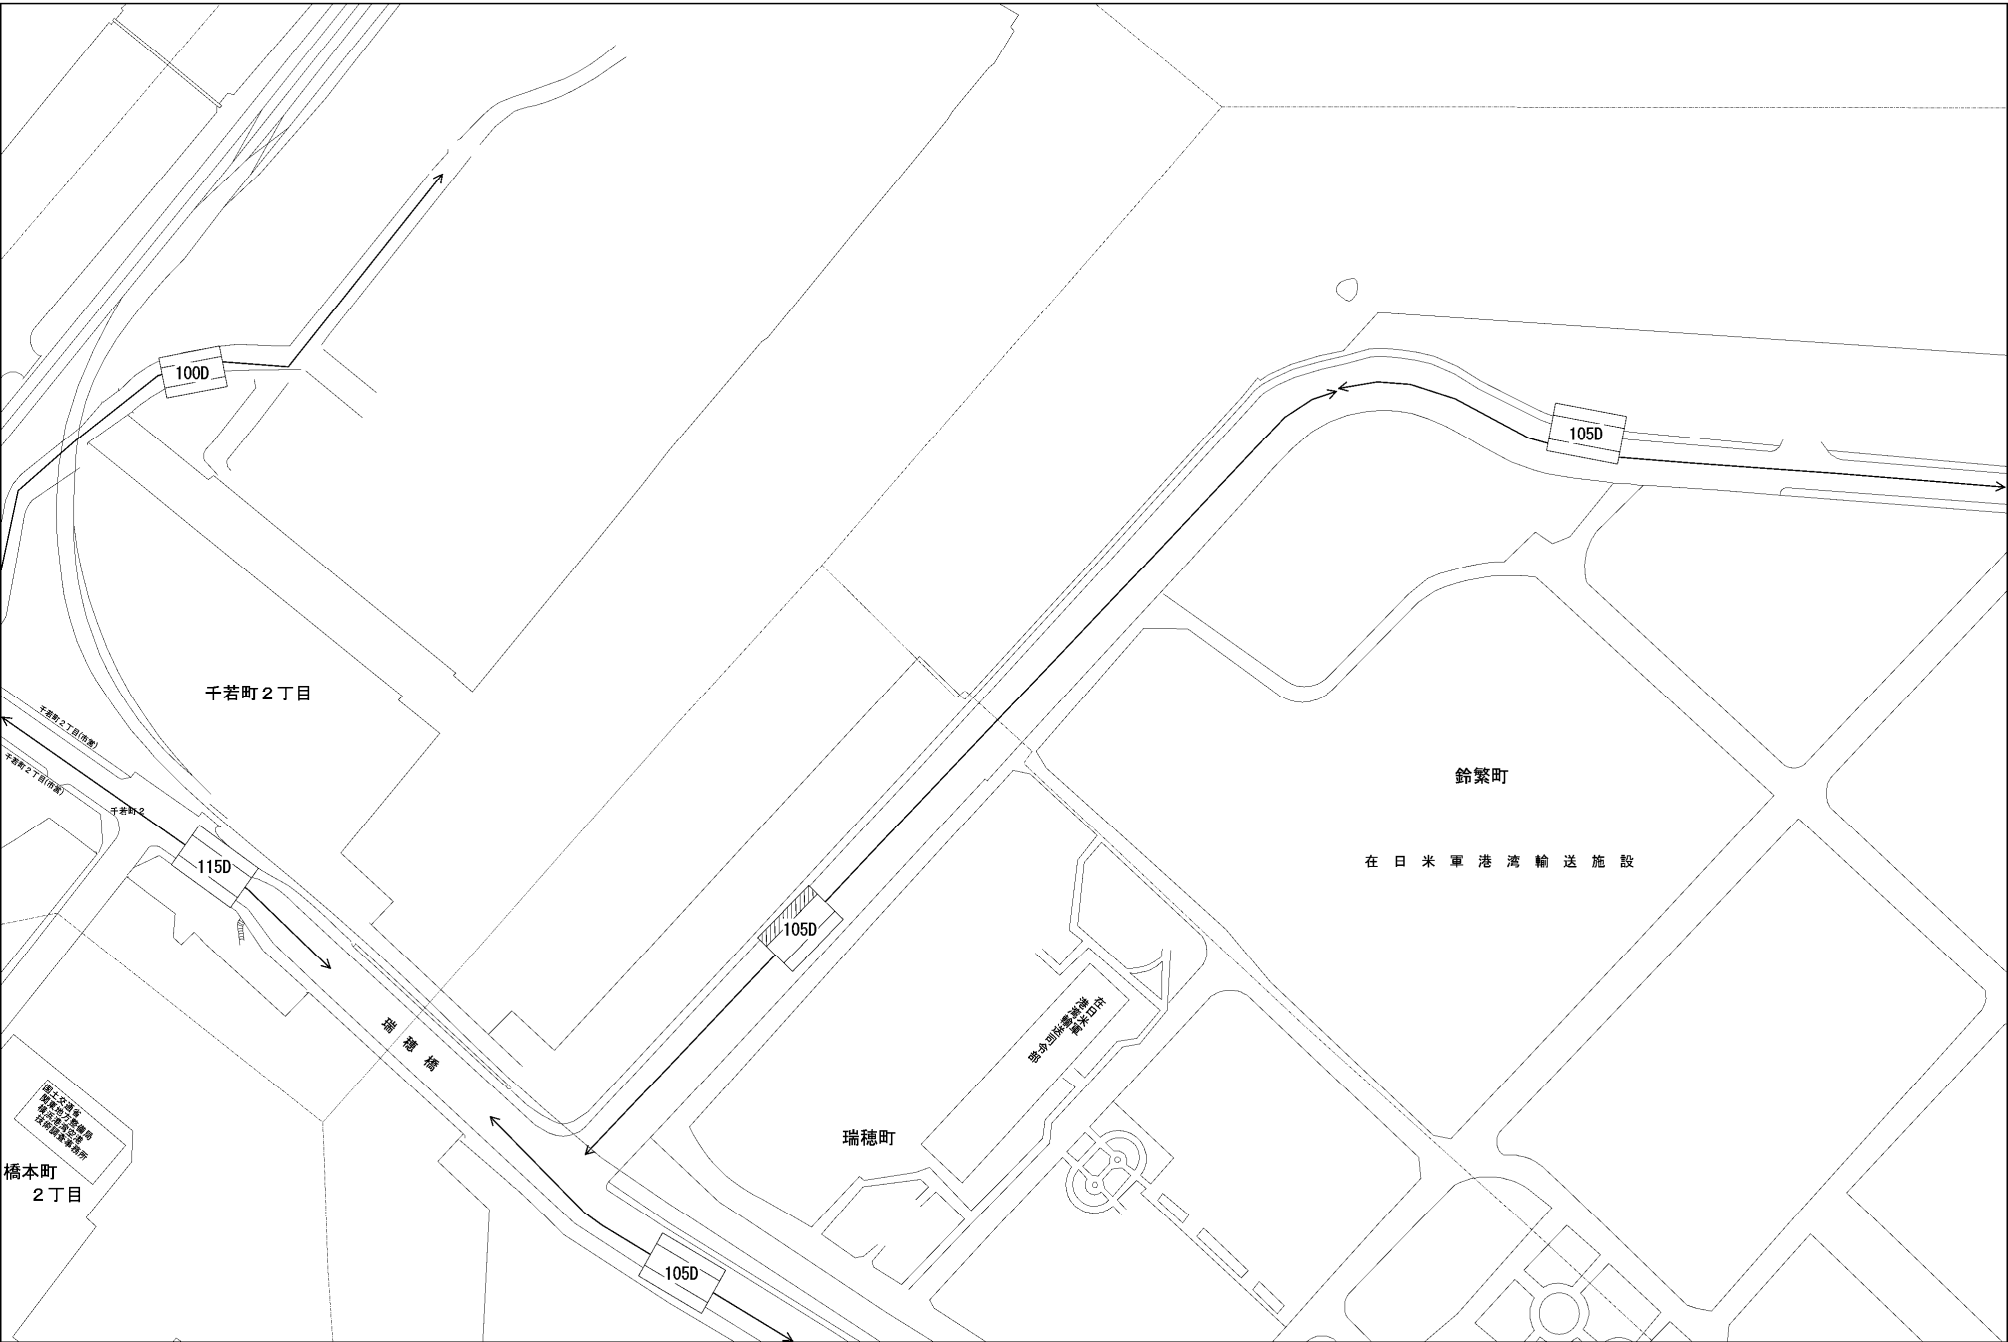 100D
105D
千若町２丁目
千若町２丁目(市営)
千若町２丁目(市営)
千若町２
鈴繁町
115D
在日米軍港湾輸送施設
105D
在日米軍
港湾輸送司令部
瑞穂橋
国土交通省
関東地方整備局
横浜港湾空港
技術調査事務所
瑞穂町
橋本町
２丁目
105D